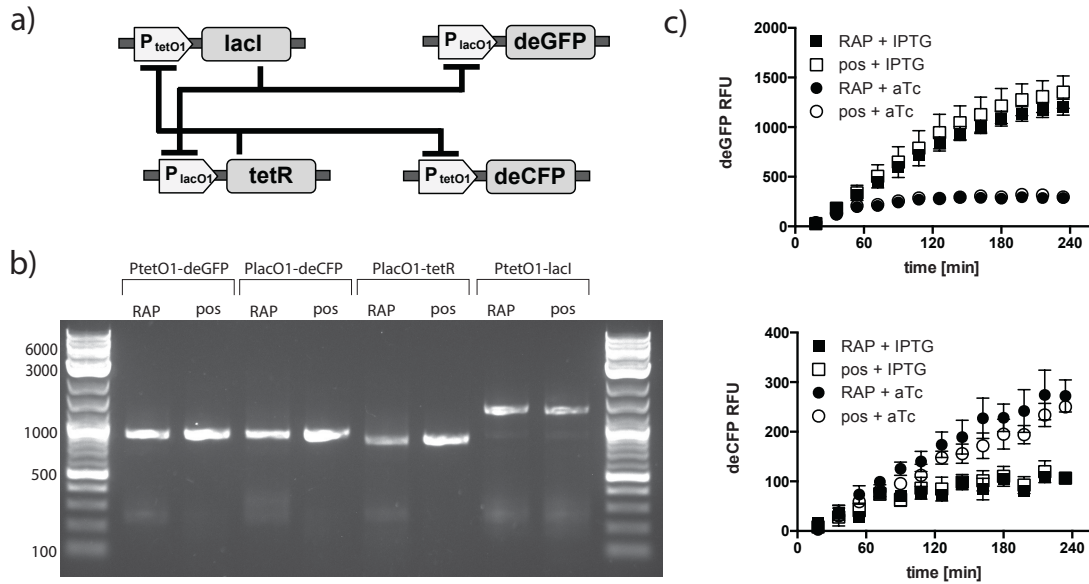 a)
P tetO1 lacI
P lacO1 deGFP
P lacO1 tetR
P tetO1 deCFP
b)
PtetO1-deGFP PlacO1-deCFP PlacO1-tetR PtetO1-lacI
RAP pos RAP pos RAP pos RAP pos
6000
3000
1000
500
100
c)
2000
1500
1000
500
0
deGFP RFU
RAP + IPTG
pos + IPTG
RAP + aTc
pos + aTc
0 60 120 180 240
time [min]
400
300
200
100
0
deCFP RFU
RAP + IPTG
pos + IPTG
RAP + aTc
pos + aTc
0 60 120 180 240
time [min]